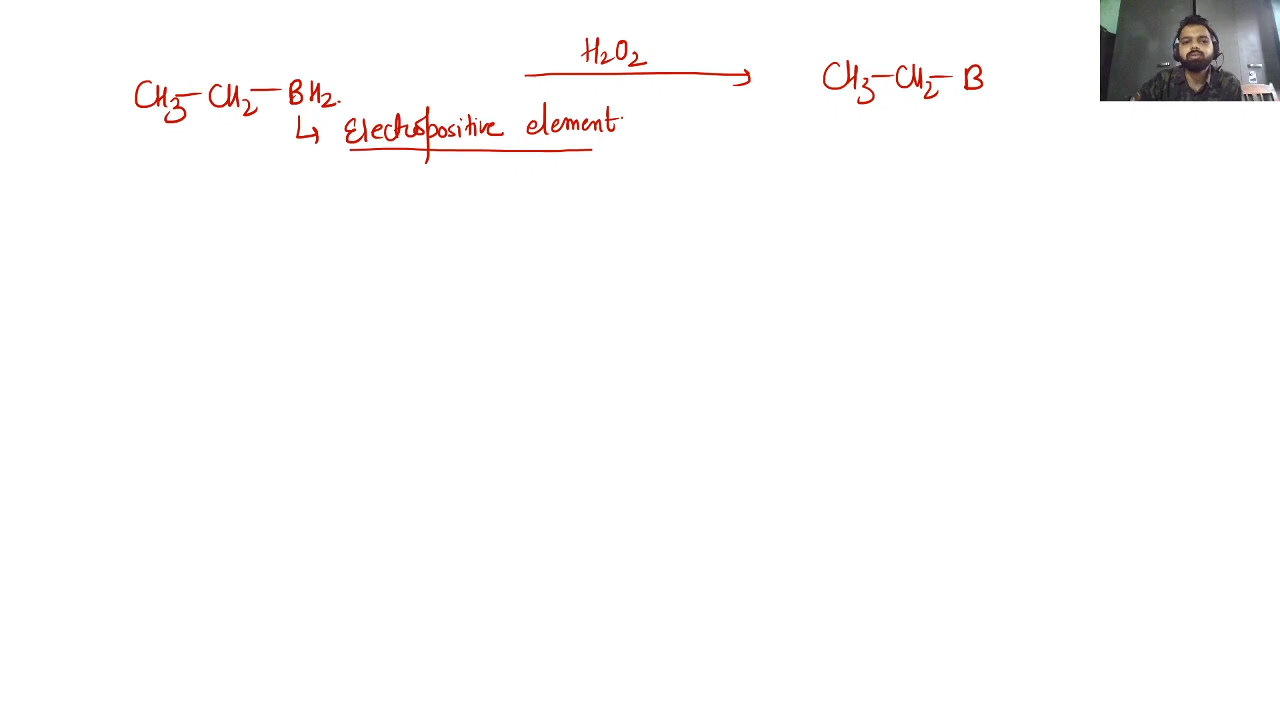 CH3-CH2-BH2. H2O2 → CH3-CH2-B
↳ Electropositive element.